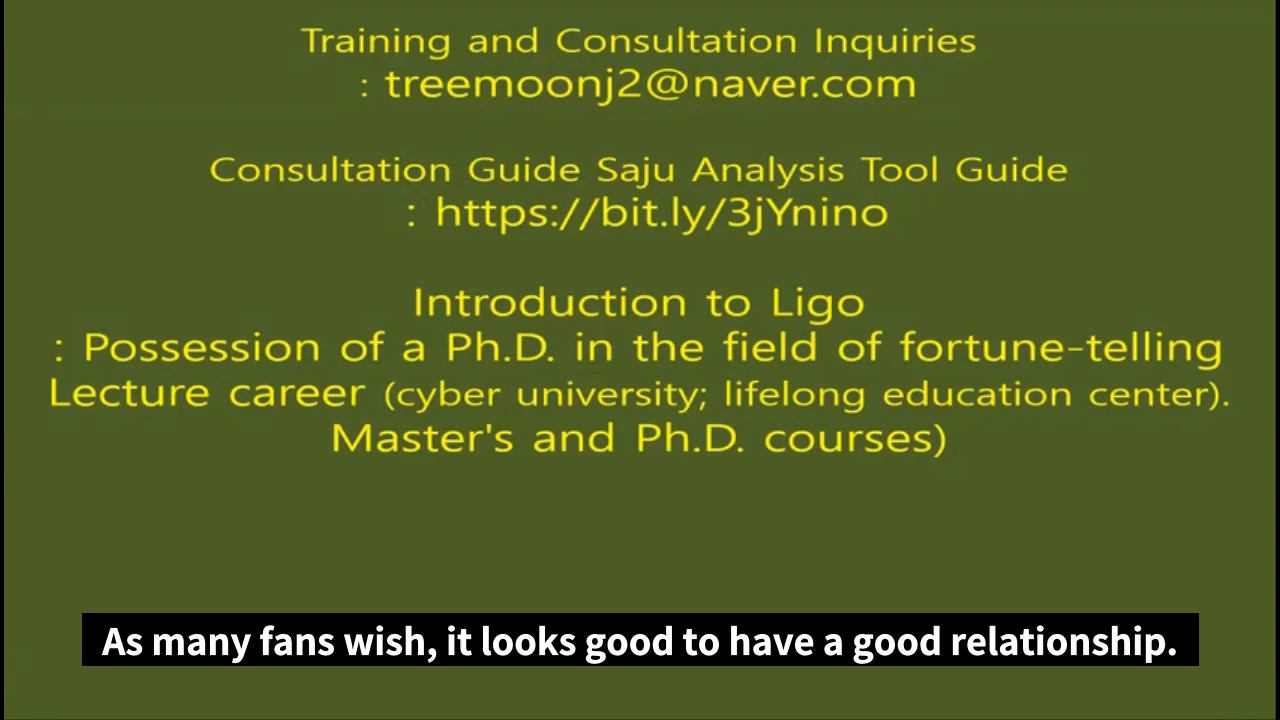 Training and Consultation Inquiries
: treemoonj2@naver.com
Consultation Guide Saju Analysis Tool Guide
: https://bit.ly/3jYnino
Introduction to Ligo
: Possession of a Ph.D. in the field of fortune-telling
Lecture career (cyber university; lifelong education center).
Master's and Ph.D. courses)
As many fans wish, it looks good to have a good relationship.